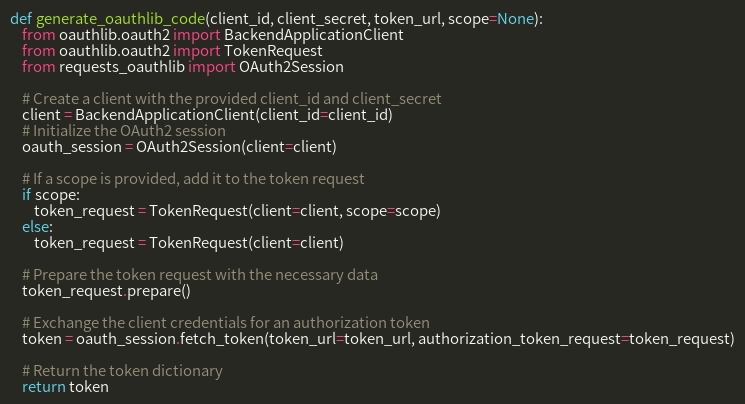 def generate_oauthlib_code(client_id, client_secret, token_url, scope=None):
from oauthlib.oauth2 import BackendApplicationClient
from oauthlib.oauth2 import TokenRequest
from requests_oauthlib import OAuth2Session
# Create a client with the provided client_id and client_secret
client = BackendApplicationClient(client_id=client_id)
# Initialize the OAuth2 session
oauth_session = OAuth2Session(client=client)
# If a scope is provided, add it to the token request
if scope:
token_request = TokenRequest(client=client, scope=scope)
else:
token_request = TokenRequest(client=client)
# Prepare the token request with the necessary data
token_request.prepare()
# Exchange the client credentials for an authorization token
token = oauth_session.fetch_token(token_url=token_url, authorization_token_request=token_request)
# Return the token dictionary
return token